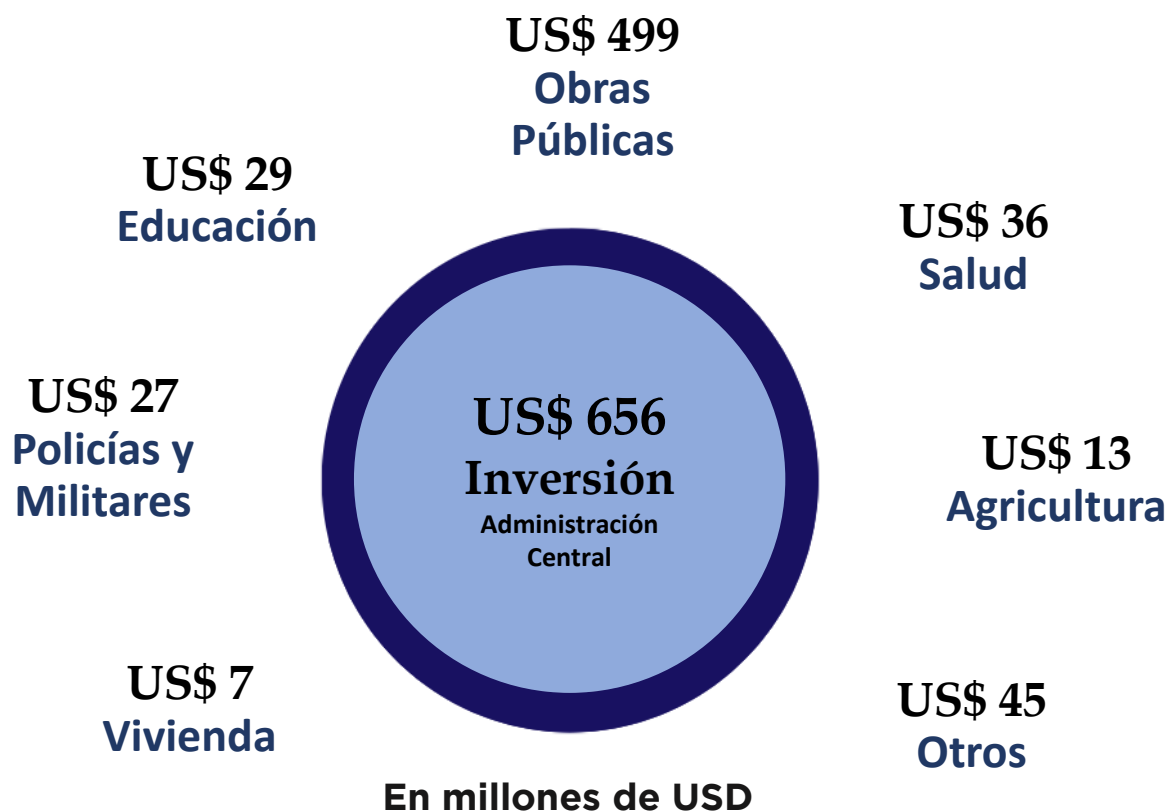 US$ 499
Obras
Públicas
US$ 29
Educación
US$ 36
Salud
US$ 27
Policías y
Militares
US$ 656
Inversión
Administración
Central
US$ 13
Agricultura
US$ 7
Vivienda
US$ 45
Otros
En millones de USD